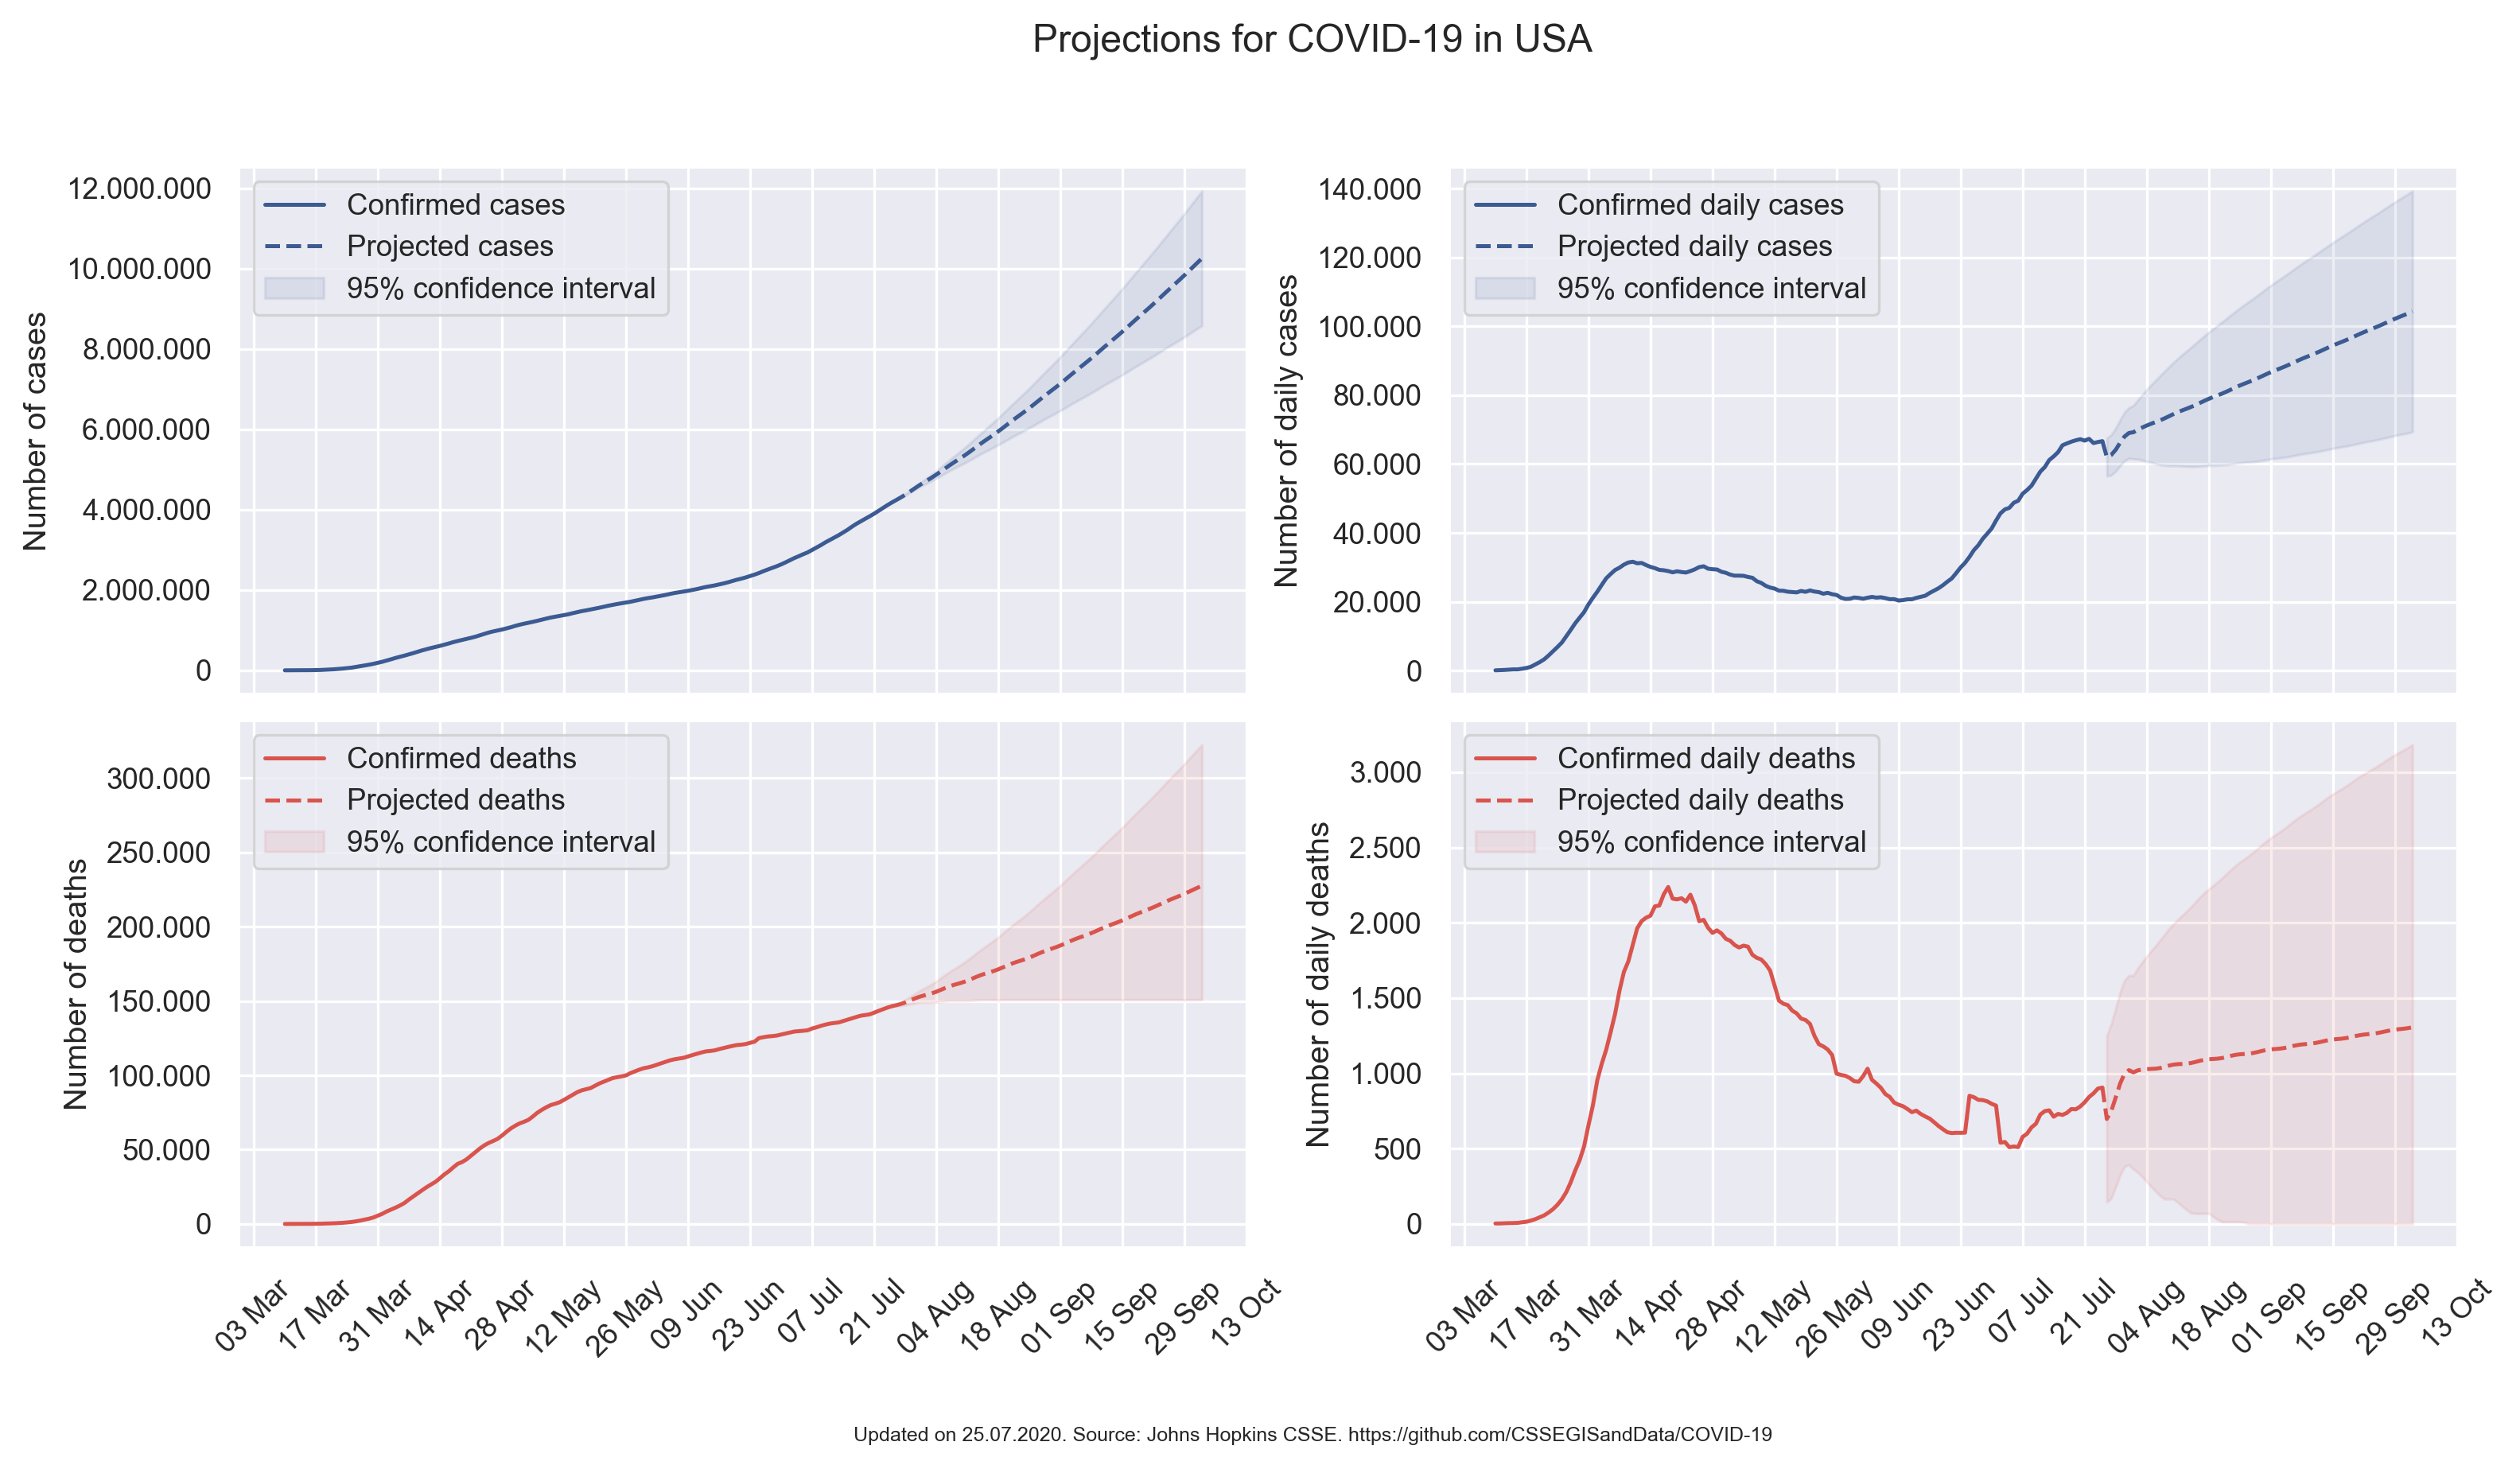 Projections for COVID-19 in USA
12.000.000
10.000.000
8.000.000
6.000.000
4.000.000
2.000.000
0
Number of cases
Confirmed cases
Projected cases
95% confidence interval
140.000
120.000
100.000
80.000
60.000
40.000
20.000
0
Number of daily cases
Confirmed daily cases
Projected daily cases
95% confidence interval
300.000
250.000
200.000
150.000
100.000
50.000
0
Number of deaths
Confirmed deaths
Projected deaths
95% confidence interval
03 Mar
17 Mar
31 Mar
14 Apr
28 Apr
12 May
26 May
09 Jun
23 Jun
07 Jul
21 Jul
04 Aug
18 Aug
01 Sep
15 Sep
29 Sep
13 Oct
3.000
2.500
2.000
1.500
1.000
500
0
Number of daily deaths
Confirmed daily deaths
Projected daily deaths
95% confidence interval
03 Mar
17 Mar
31 Mar
14 Apr
28 Apr
12 May
26 May
09 Jun
23 Jun
07 Jul
21 Jul
04 Aug
18 Aug
01 Sep
15 Sep
29 Sep
13 Oct
Updated on 25.07.2020. Source: Johns Hopkins CSSE. https://github.com/CSSEGISandData/COVID-19